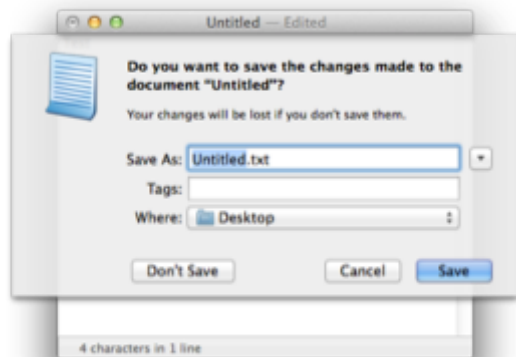 Untitled — Edited
Do you want to save the changes made to the
document "Untitled"?
Your changes will be lost if you don't save them.
Save As: Untitled.txt
Tags:
Where: Desktop
Don't Save Cancel Save
4 characters in 1 line